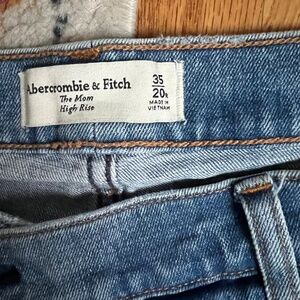 Abercrombie & Fitch
The Mom
High Rise
35
20S
MADE IN
VIETNAM